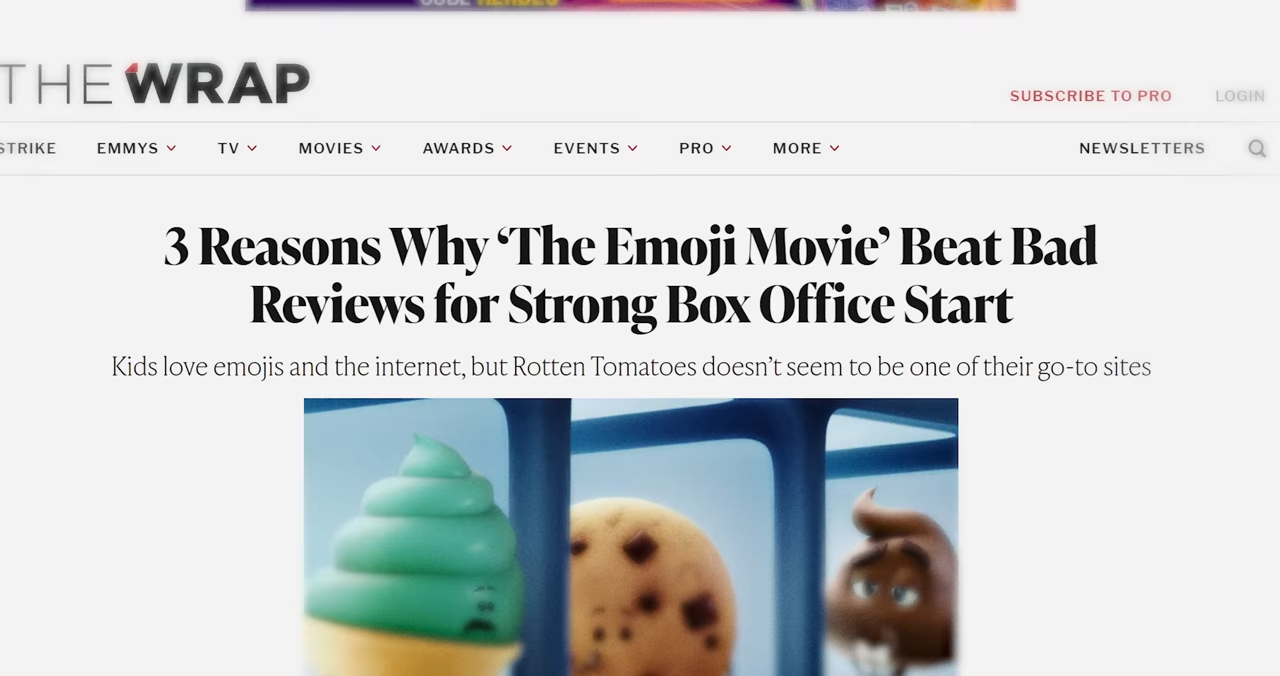 THE WRAP
SUBSCRIBE TO PRO LOGIN
STRIKE EMMYS TV MOVIES AWARDS EVENTS PRO MORE NEWSLETTERS
3 Reasons Why ‘The Emoji Movie’ Beat Bad
Reviews for Strong Box Office Start
Kids love emojis and the internet, but Rotten Tomatoes doesn’t seem to be one of their go-to sites